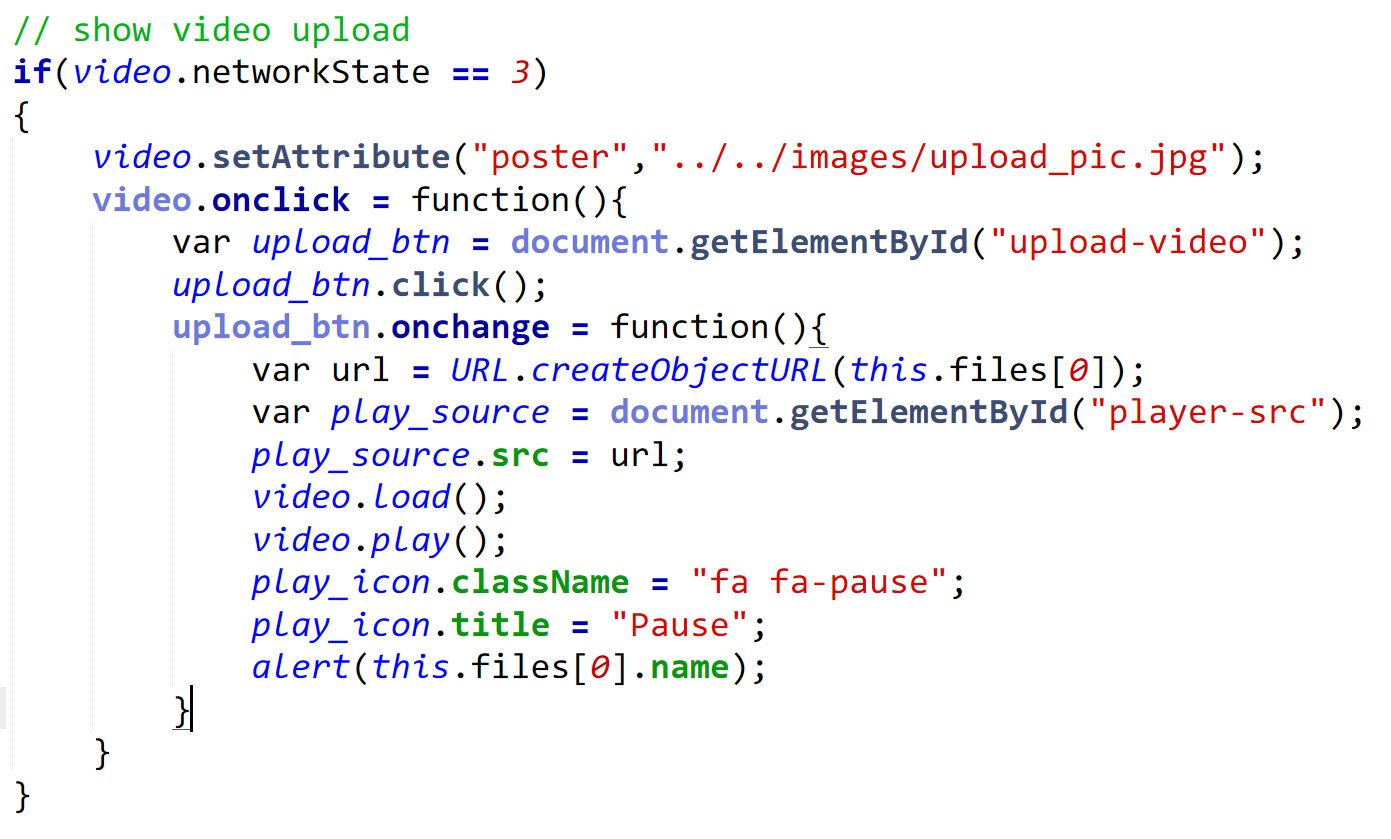 // show video upload
if(video.networkState == 3)
{
    video.setAttribute("poster","../../images/upload_pic.jpg");
    video.onclick = function(){
        var upload_btn = document.getElementById("upload-video");
        upload_btn.click();
        upload_btn.onchange = function(){
            var url = URL.createObjectURL(this.files[0]);
            var play_source = document.getElementById("player-src");
            play_source.src = url;
            video.load();
            video.play();
            play_icon.className = "fa fa-pause";
            play_icon.title = "Pause";
            alert(this.files[0].name);
        }
    }
}